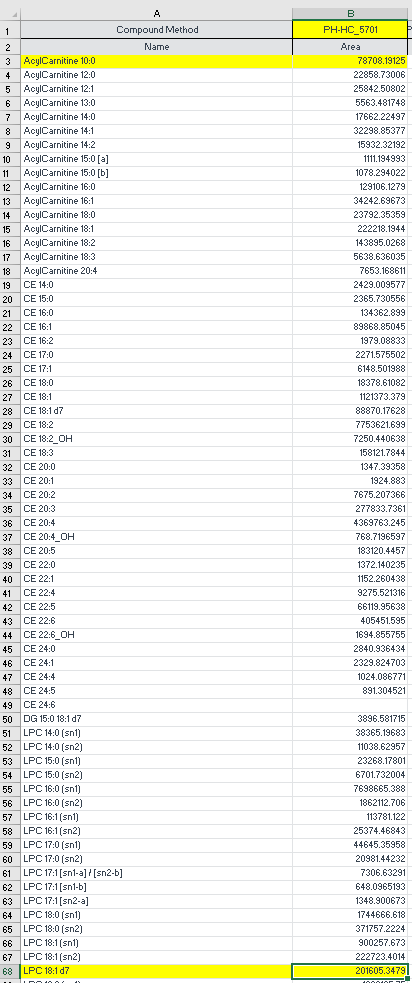 A B
1 Compound Method PH-HC_5701
2 Name Area
3 AcylCarnitine 10:0 78708.19125
4 AcylCarnitine 12:0 22858.73006
5 AcylCarnitine 12:1 25842.50802
6 AcylCarnitine 13:0 5563.481748
7 AcylCarnitine 14:0 17662.22497
8 AcylCarnitine 14:1 32298.85377
9 AcylCarnitine 14:2 15932.32192
10 AcylCarnitine 15:0 [a] 1111.194993
11 AcylCarnitine 15:0 [b] 1078.294022
12 AcylCarnitine 16:0 129106.1279
13 AcylCarnitine 16:1 34242.69673
14 AcylCarnitine 18:0 23792.35359
15 AcylCarnitine 18:1 222218.1944
16 AcylCarnitine 18:2 143895.0268
17 AcylCarnitine 18:3 5638.636035
18 AcylCarnitine 20:4 7653.168611
19 CE 14:0 2429.009577
20 CE 15:0 2365.730556
21 CE 16:0 134362.899
22 CE 16:1 89868.85045
23 CE 16:2 1979.08833
24 CE 17:0 2271.575502
25 CE 17:1 6148.501988
26 CE 18:0 18378.61082
27 CE 18:1 1121373.379
28 CE 18:1 d7 88870.17628
29 CE 18:2 7753621.699
30 CE 18:2_OH 7250.440638
31 CE 18:3 158121.7844
32 CE 20:0 1347.39358
33 CE 20:1 1924.883
34 CE 20:2 7675.207366
35 CE 20:3 277833.7361
36 CE 20:4 4369763.245
37 CE 20:4_OH 768.7196597
38 CE 20:5 183120.4457
39 CE 22:0 1372.140235
40 CE 22:1 1152.260438
41 CE 22:4 9275.521316
42 CE 22:5 66119.95638
43 CE 22:6 405451.595
44 CE 22:6_OH 1694.855755
45 CE 24:0 2840.936434
46 CE 24:1 2329.824703
47 CE 24:4 1024.086771
48 CE 24:5 891.304521
49 CE 24:6
50 DG 15:0 18:1 d7 3896.581715
51 LPC 14:0 (sn1) 38365.19683
52 LPC 14:0 (sn2) 11038.62957
53 LPC 15:0 (sn1) 23268.17801
54 LPC 15:0 (sn2) 6701.732004
55 LPC 16:0 (sn1) 7698665.388
56 LPC 16:0 (sn2) 1862112.706
57 LPC 16:1 (sn1) 113781.122
58 LPC 16:1 (sn2) 25374.46843
59 LPC 17:0 (sn1) 44645.35958
60 LPC 17:0 (sn2) 20981.44232
61 LPC 17:1 [sn1-a] / [sn2-b] 7306.63291
62 LPC 17:1 [sn1-b] 648.0965193
63 LPC 17:1 [sn2-a] 1348.900673
64 LPC 18:0 (sn1) 1744666.618
65 LPC 18:0 (sn2) 371757.2224
66 LPC 18:1 (sn1) 900257.673
67 LPC 18:1 (sn2) 222723.4014
68 LPC 18:1 d7 201605.3479